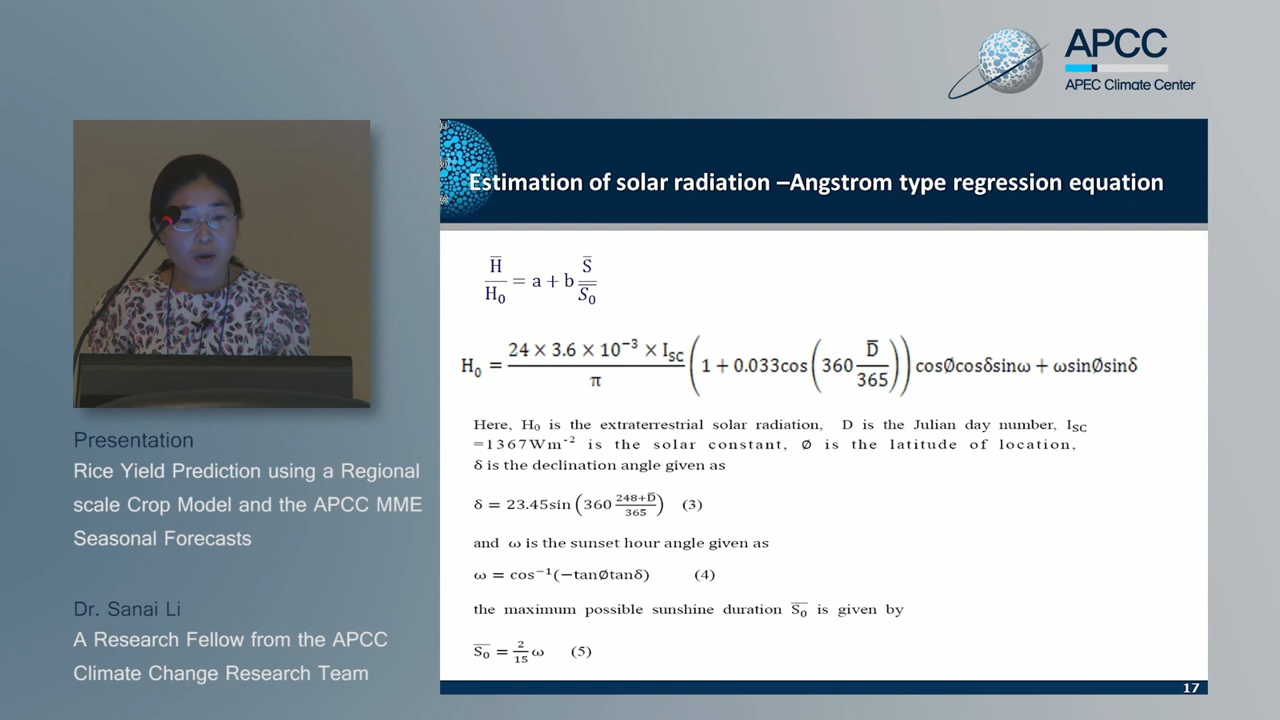 APCC
APEC Climate Center
Estimation of solar radiation –Angstrom type regression equation
H̅/H₀ = a + b S̅/S̅₀
H₀ = 24 × 3.6 × 10⁻³ × I_SC / π (1 + 0.033cos(360 D̅/365)) cosØcosδsinω + ωsinØsinδ
Here, H₀ is the extraterrestrial solar radiation, D is the Julian day number, I_SC
=1367Wm⁻² is the solar constant, Ø is the latitude of location,
δ is the declination angle given as
δ = 23.45sin(360 248+D̅/365) (3)
and ω is the sunset hour angle given as
ω = cos⁻¹(−tanØtanδ) (4)
the maximum possible sunshine duration S̅₀ is given by
S̅₀ = 2/15 ω (5)
17
Presentation
Rice Yield Prediction using a Regional
scale Crop Model and the APCC MME
Seasonal Forecasts
Dr. Sanai Li
A Research Fellow from the APCC
Climate Change Research Team